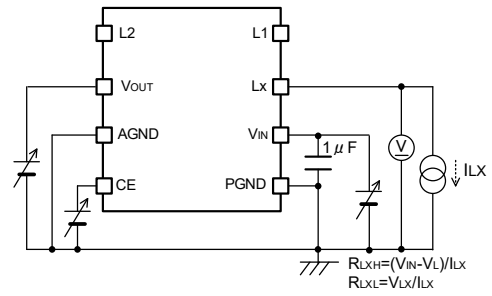 L2
L1
VOUT
Lx
AGND
VIN
1μF
V
ILX
CE
PGND
RLXH=(VIN-VL)/ILX
RLXL=VLX/ILX